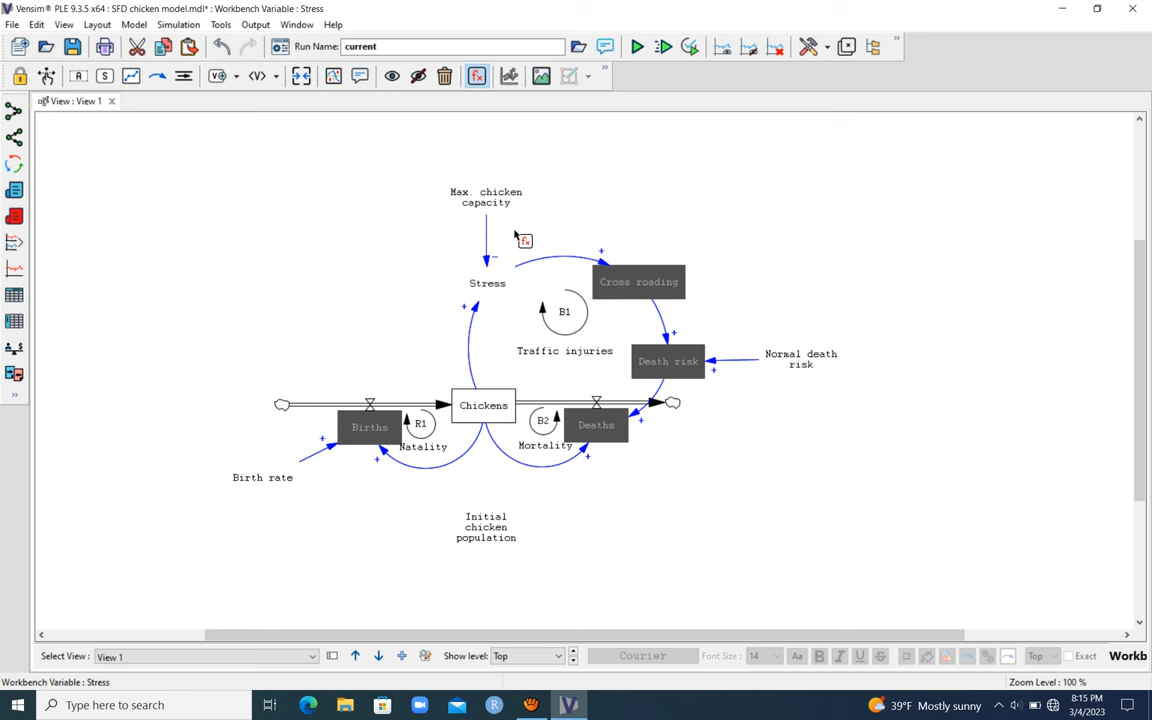 Vensim® PLE 9.3.5 x64 : SFD chicken model.mdl* : Workbench Variable : Stress
File Edit View Layout Model Simulation Tools Output Window Help
Run Name: current
A S V <V> fx
View : View 1
Max. chicken
capacity
fx
+
−
Stress
Cross roading
+
B1
+
Traffic injuries
Death risk
Normal death
risk
+
Chickens
Births
R1
B2
Deaths
+
+
Natality
Mortality
+
+
Birth rate
Initial
chicken
population
Select View: View 1 Show level: Top Courier Font Size : 14 Aa B I U S Top Exact Workb
Workbench Variable : Stress Zoom Level : 100 %
Type here to search R V 39°F Mostly sunny 8:15 PM
3/4/2023